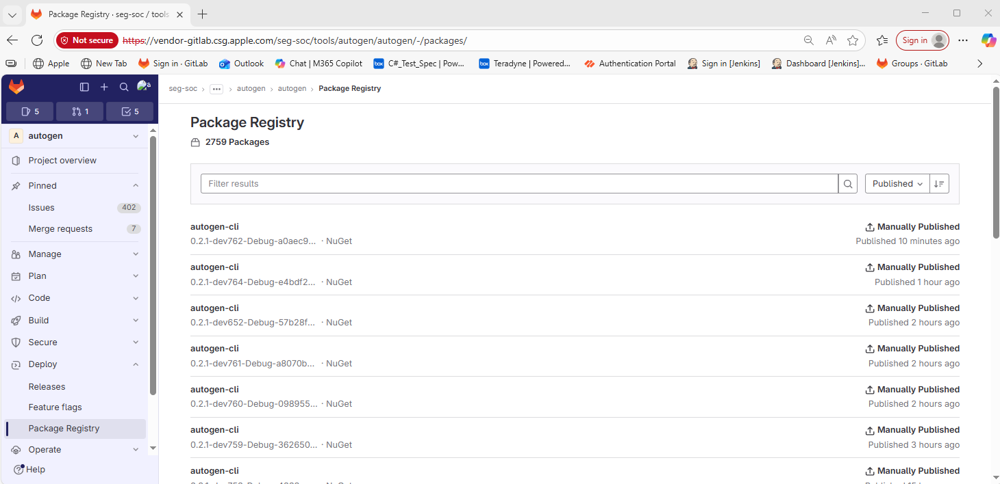 Package Registry · seg-soc / tools
Not secure https://vendor-gitlab.csg.apple.com/seg-soc/tools/autogen/autogen/-/packages/ Sign in
Apple New Tab Sign in · GitLab Outlook Chat | M365 Copilot C#_Test_Spec | Pow... Teradyne | Powered... Authentication Portal Sign in [Jenkins] Dashboard [Jenkins]... Groups · GitLab
5 1 5
A autogen
Project overview
Pinned
Issues 402
Merge requests 7
Manage
Plan
Code
Build
Secure
Deploy
Releases
Feature flags
Package Registry
Operate
Help
seg-soc › ... › autogen › autogen › Package Registry
Package Registry
2759 Packages
Filter results Published
autogen-cli Manually Published
0.2.1-dev762-Debug-a0aec9... · NuGet Published 10 minutes ago
autogen-cli Manually Published
0.2.1-dev764-Debug-e4bdf2... · NuGet Published 1 hour ago
autogen-cli Manually Published
0.2.1-dev652-Debug-57b28f... · NuGet Published 2 hours ago
autogen-cli Manually Published
0.2.1-dev761-Debug-a8070b... · NuGet Published 2 hours ago
autogen-cli Manually Published
0.2.1-dev760-Debug-098955... · NuGet Published 2 hours ago
autogen-cli Manually Published
0.2.1-dev759-Debug-362650... · NuGet Published 3 hours ago
autogen-cli Manually Published